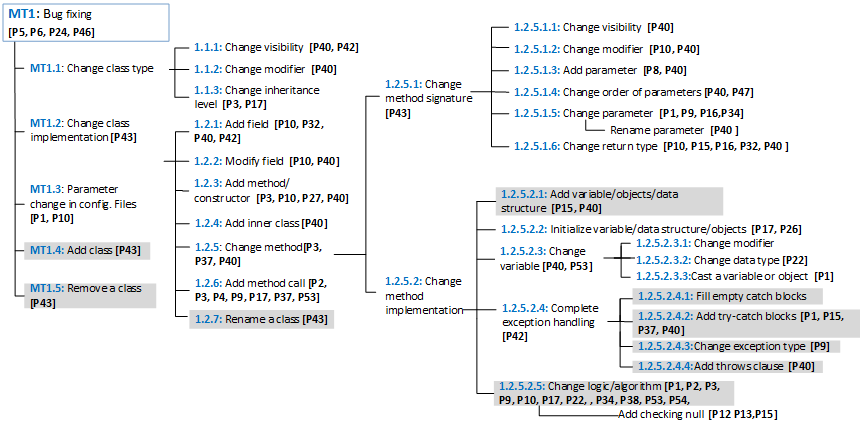 MT1: Bug fixing
[P5, P6, P24, P46]
MT1.1: Change class type
1.1.1: Change visibility [P40, P42]
1.1.2: Change modifier [P40]
1.1.3: Change inheritance
level [P3, P17]
MT1.2: Change class
implementation [P43]
1.2.1: Add field [P10, P32,
P40, P42]
1.2.2: Modify field [P10, P40]
1.2.3: Add method/
constructor [P3, P10, P27, P40]
1.2.4: Add inner class [P40]
1.2.5: Change method[P3,
P37, P40]
1.2.6: Add method call [P2,
P3, P4, P9, P17, P37, P53]
1.2.7: Rename a class [P43]
MT1.3: Parameter
change in config. Files
[P1, P10]
MT1.4: Add class [P43]
MT1.5: Remove a class
[P43]
1.2.5.1: Change
method signature
[P43]
1.2.5.1.1: Change visibility [P40]
1.2.5.1.2: Change modifier [P10, P40]
1.2.5.1.3: Add parameter [P8, P40]
1.2.5.1.4: Change order of parameters [P40, P47]
1.2.5.1.5: Change parameter [P1, P9, P16,P34]
Rename parameter [P40 ]
1.2.5.1.6: Change return type [P10, P15, P16, P32, P40 ]
1.2.5.2: Change
method
implementation
1.2.5.2.1: Add variable/objects/data
structure [P15, P40]
1.2.5.2.2: Initialize variable/data structure/objects [P17, P26]
1.2.5.2.3: Change
variable [P40, P53]
1.2.5.2.3.1: Change modifier
1.2.5.2.3.2: Change data type [P22]
1.2.5.2.3.3:Cast a variable or object [P1]
1.2.5.2.4: Complete
exception handling
[P42]
1.2.5.2.4.1: Fill empty catch blocks
1.2.5.2.4.2: Add try-catch blocks [P1, P15,
P37, P40]
1.2.5.2.4.3:Change exception type [P9]
1.2.5.2.4.4:Add throws clause [P40]
1.2.5.2.5: Change logic/algorithm [P1, P2, P3,
P9, P10, P17, P22, , P34, P38, P53, P54,
Add checking null [P12 P13,P15]